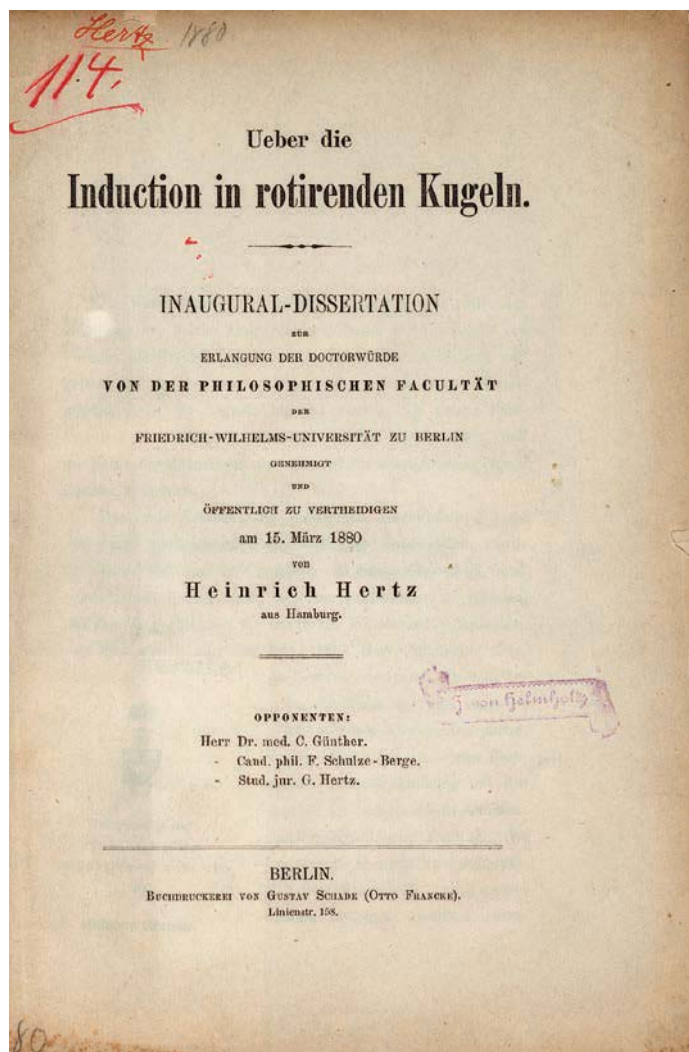 Hertz 1880
114.
Ueber die
Induction in rotirenden Kugeln.
INAUGURAL-DISSERTATION
ZUR
ERLANGUNG DER DOCTORWÜRDE
VON DER PHILOSOPHISCHEN FACULTÄT
DER
FRIEDRICH-WILHELMS-UNIVERSITÄT ZU BERLIN
GENEHMIGT
UND
ÖFFENTLICH ZU VERTHEIDIGEN
am 15. März 1880
von
Heinrich Hertz
aus Hamburg.
von Helmholtz
OPPONENTEN:
Herr Dr. med. C. Günther.
- Cand. phil. F. Schulze-Berge.
- Stud. jur. G. Hertz.
BERLIN.
BUCHDRUCKEREI VON GUSTAV SCHADE (OTTO FRANCKE).
Linienstr. 158.
80